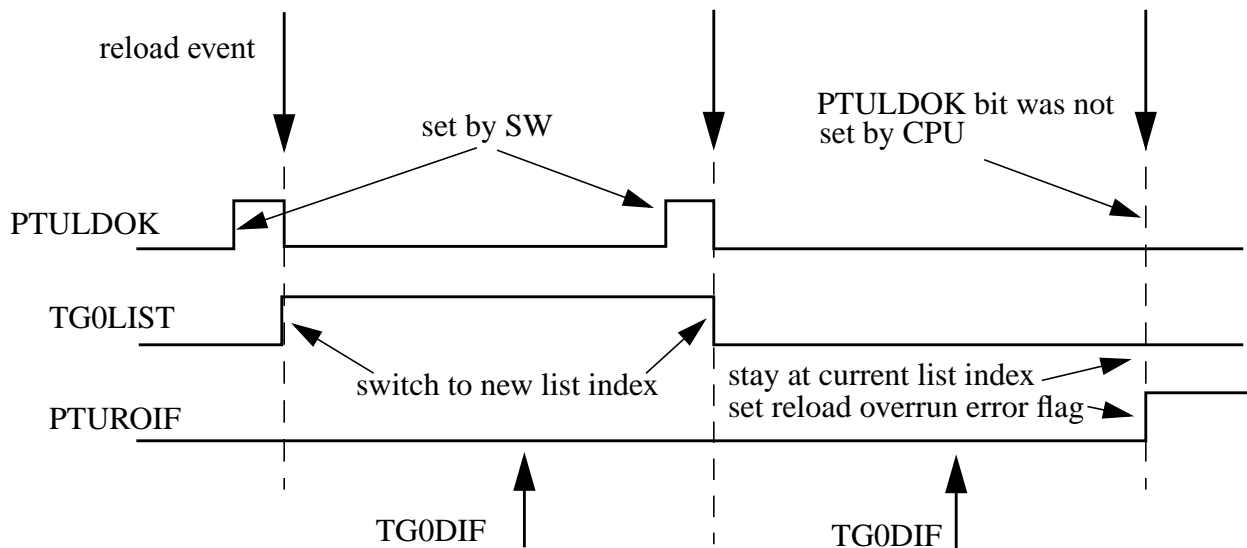 reload event
set by SW
PTULDOK bit was not
set by CPU
PTULDOK
TG0LIST
switch to new list index
stay at current list index
set reload overrun error flag
PTUROIF
TG0DIF
TG0DIF